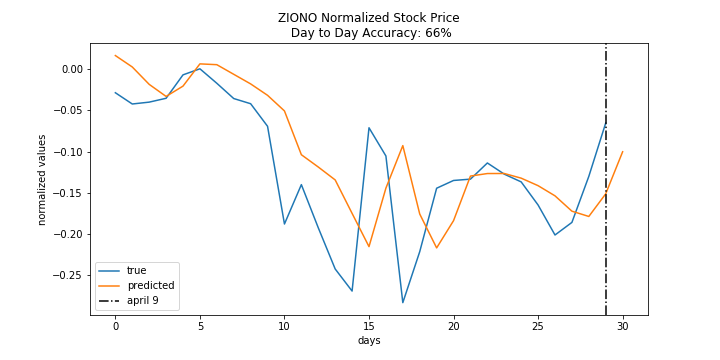 ZIONO Normalized Stock Price
Day to Day Accuracy: 66%
normalized values
0.00
−0.05
−0.10
−0.15
−0.20
−0.25
true
predicted
april 9
0 5 10 15 20 25 30
days